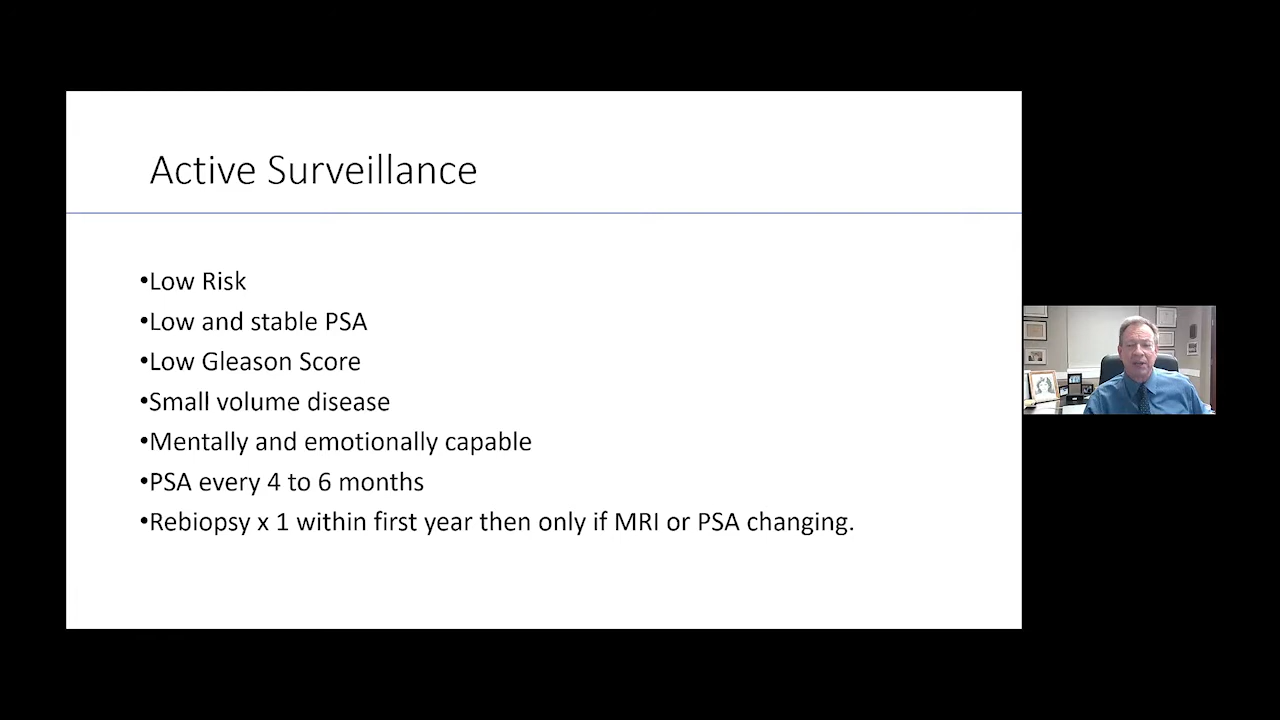 Active Surveillance
•Low Risk
•Low and stable PSA
•Low Gleason Score
•Small volume disease
•Mentally and emotionally capable
•PSA every 4 to 6 months
•Rebiopsy x 1 within first year then only if MRI or PSA changing.